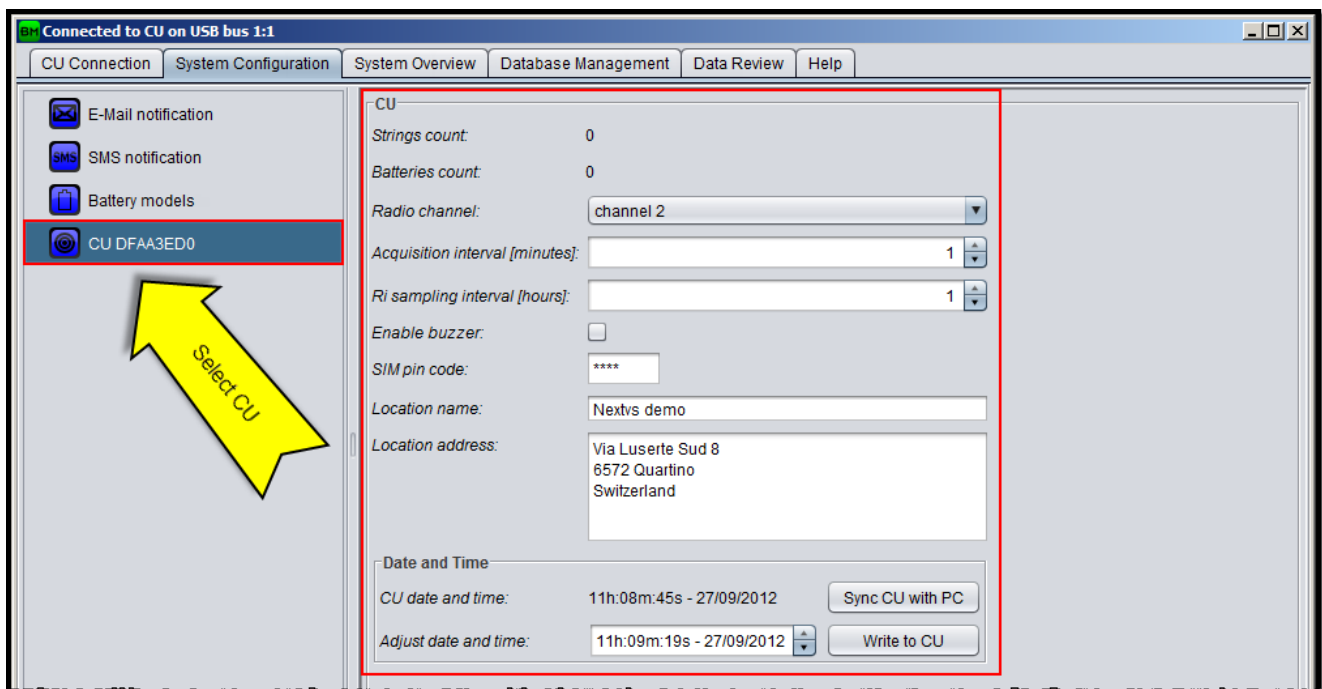 BM Connected to CU on USB bus 1:1
CU Connection System Configuration System Overview Database Management Data Review Help
E-Mail notification
SMS SMS notification
Battery models
CU DFAA3ED0
Select CU
CU
Strings count: 0
Batteries count: 0
Radio channel: channel 2
Acquisition interval [minutes]: 1
Ri sampling interval [hours]: 1
Enable buzzer:
SIM pin code: ****
Location name: Nextvs demo
Location address: Via Luserte Sud 8
6572 Quartino
Switzerland
Date and Time
CU date and time: 11h:08m:45s - 27/09/2012 Sync CU with PC
Adjust date and time: 11h:09m:19s - 27/09/2012 Write to CU